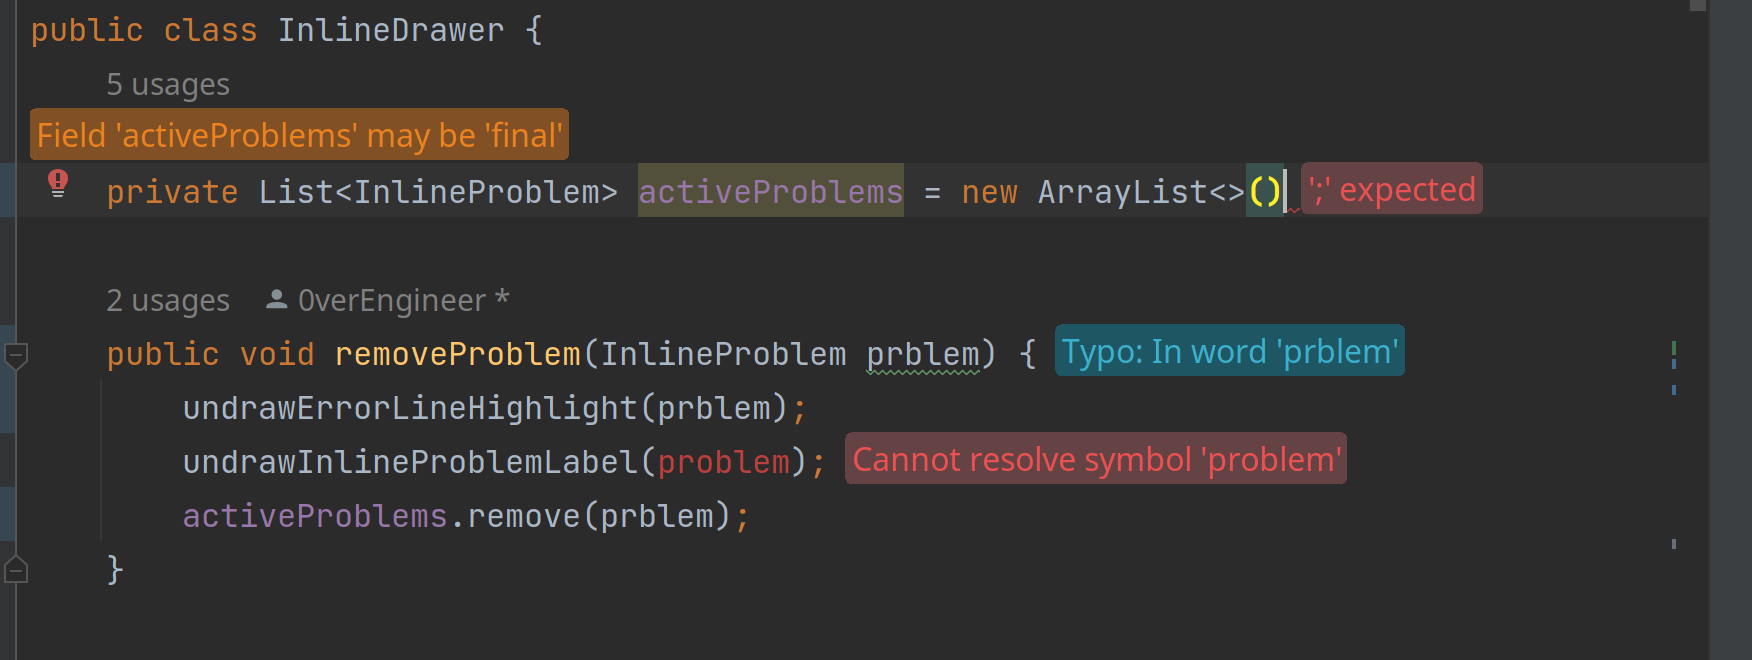 public class InlineDrawer {
5 usages
Field 'activeProblems' may be 'final'
private List<InlineProblem> activeProblems = new ArrayList<>() ';' expected
2 usages 0verEngineer *
public void removeProblem(InlineProblem prblem) { Typo: In word 'prblem'
undrawErrorLineHighlight(prblem);
undrawInlineProblemLabel(problem); Cannot resolve symbol 'problem'
activeProblems.remove(prblem);
}